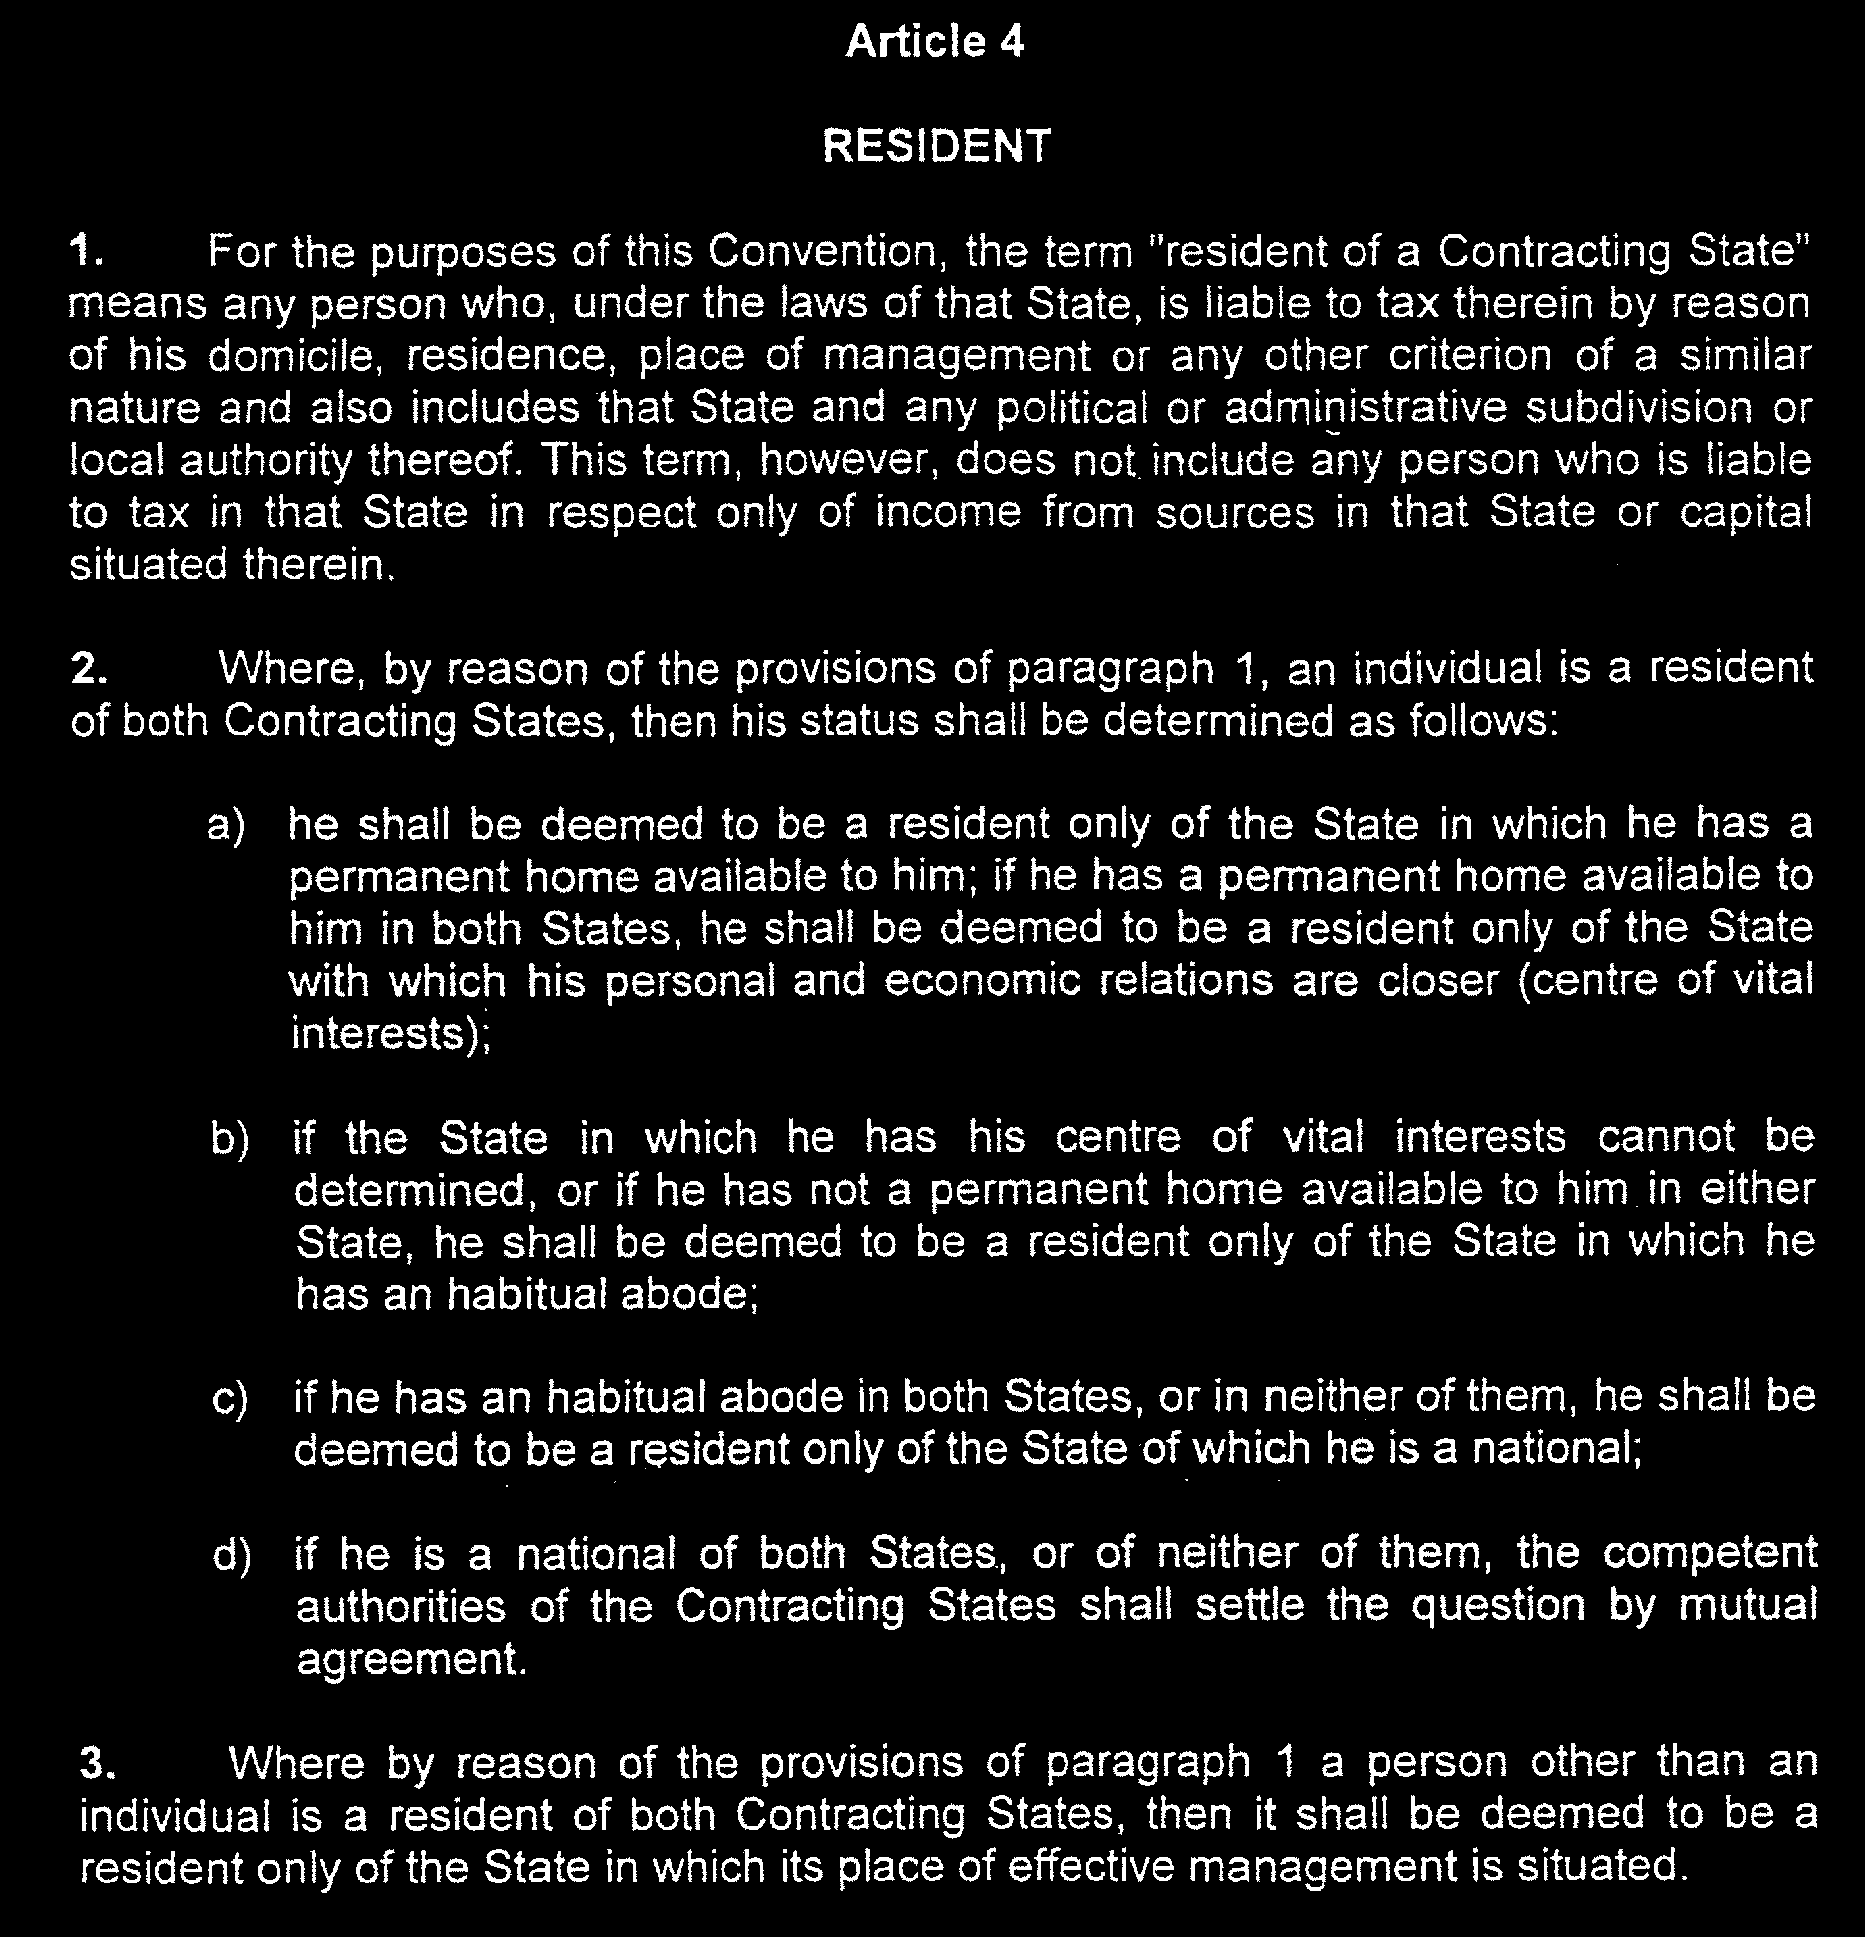 Article 4
RESIDENT
1. For the purposes of this Convention, the term "resident of a Contracting State"
means any person who, under the laws of that State, is liable to tax therein by reason
of his domicile, residence, place of management or any other criterion of a similar
nature and also includes that State and any political or administrative subdivision or
local authority thereof. This term, however, does not include any person who is liable
to tax in that State in respect only of income from sources in that State or capital
situated therein.
2. Where, by reason of the provisions of paragraph 1, an individual is a resident
of both Contracting States, then his status shall be determined as follows:
a) he shall be deemed to be a resident only of the State in which he has a
permanent home available to him; if he has a permanent home available to
him in both States, he shall be deemed to be a resident only of the State
with which his personal and economic relations are closer (centre of vital
interests);
b) if the State in which he has his centre of vital interests cannot be
determined, or if he has not a permanent home available to him in either
State, he shall be deemed to be a resident only of the State in which he
has an habitual abode;
c) if he has an habitual abode in both States, or in neither of them, he shall be
deemed to be a resident only of the State of which he is a national;
d) if he is a national of both States, or of neither of them, the competent
authorities of the Contracting States shall settle the question by mutual
agreement.
3. Where by reason of the provisions of paragraph 1 a person other than an
individual is a resident of both Contracting States, then it shall be deemed to be a
resident only of the State in which its place of effective management is situated.